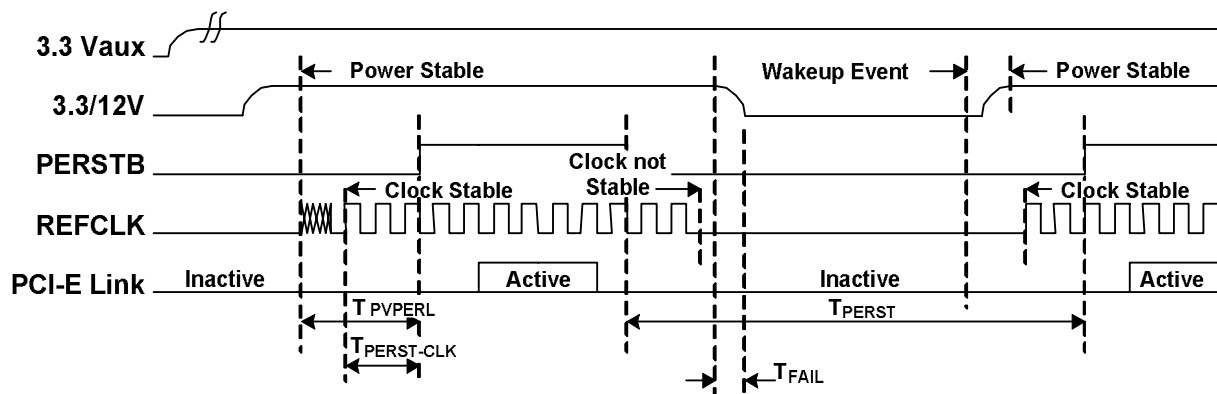 3.3 Vaux
Power Stable
Wakeup Event
Power Stable
3.3/12V
PERSTB
Clock not
Stable
Clock Stable
Clock Stable
REFCLK
PCI-E Link
Inactive
Active
Inactive
Active
TPVPERL
TPERST
TPERST-CLK
TFAIL